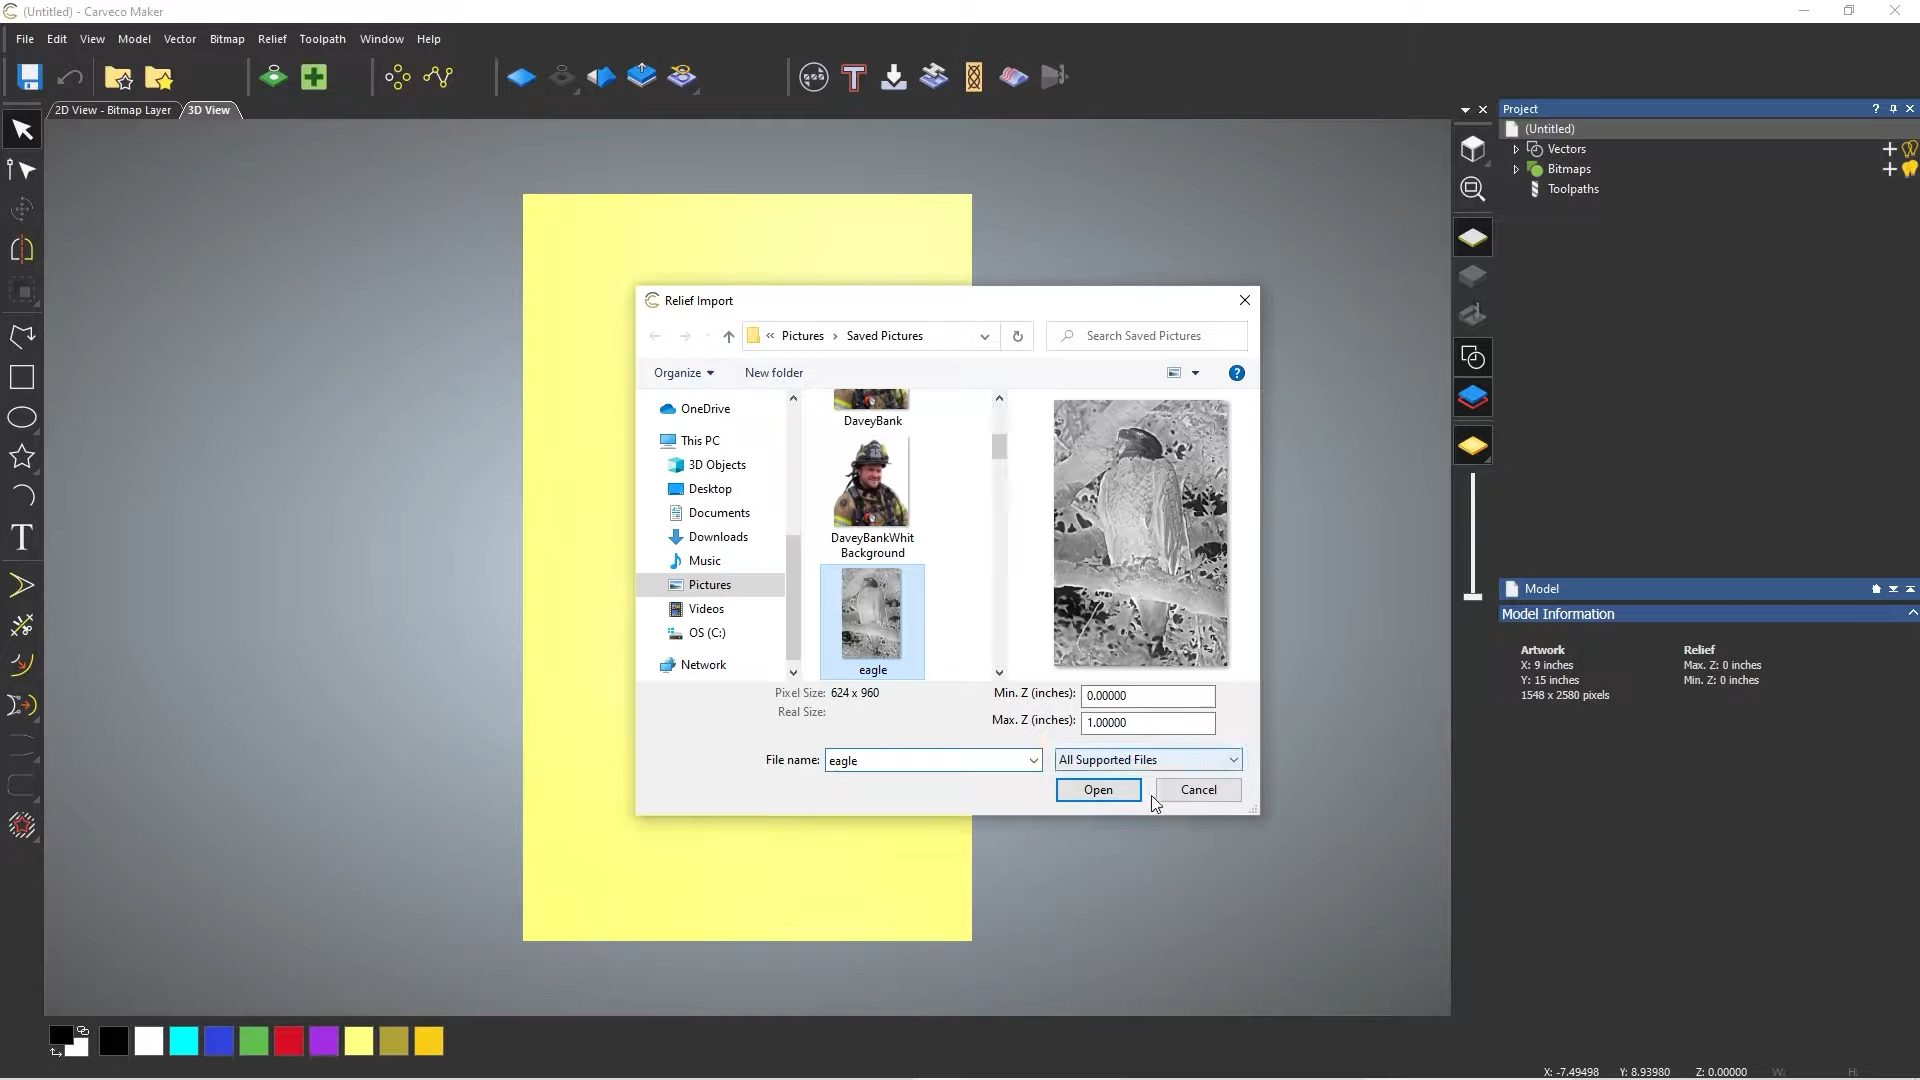 (Untitled) - Carveco Maker
File Edit View Model Vector Bitmap Relief Toolpath Window Help
2D View - Bitmap Layer 3D View
Project
(Untitled)
Vectors
Bitmaps
Toolpaths
Relief Import
« Pictures › Saved Pictures
Search Saved Pictures
Organize New folder
OneDrive
This PC
3D Objects
Desktop
Documents
Downloads
Music
Pictures
Videos
OS (C:)
Network
DaveyBank
DaveyBankWhit
Background
eagle
Pixel Size: 624 x 960
Real Size:
Min. Z (inches): 0.00000
Max. Z (inches): 1.00000
File name: eagle
All Supported Files
Open Cancel
Model
Model Information
Artwork
X: 9 inches
Y: 15 inches
1548 x 2580 pixels
Relief
Max. Z: 0 inches
Min. Z: 0 inches
T
X: -7.49498 Y: 8.93980 Z: 0.00000 W: H: